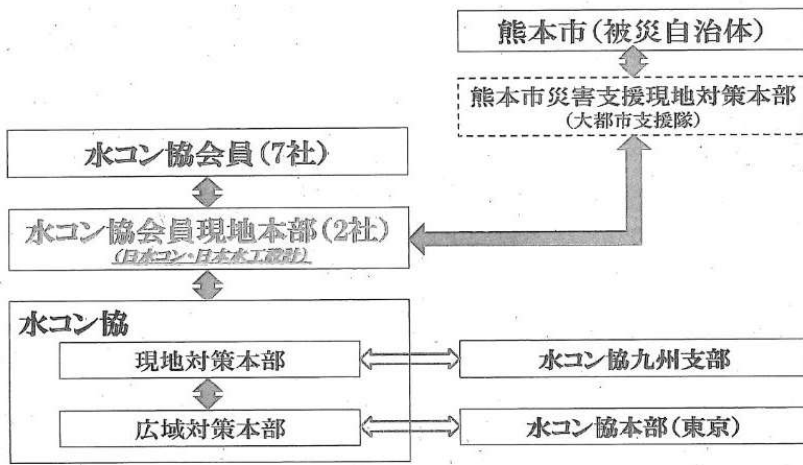 熊本市(被災自治体)
熊本市災害支援現地対策本部
(大都市支援隊)
水コン協会員(7社)
水コン協会員現地本部(2社)
(日水コン・日本水工設計)
水コン協
現地対策本部
水コン協九州支部
広域対策本部
水コン協本部(東京)